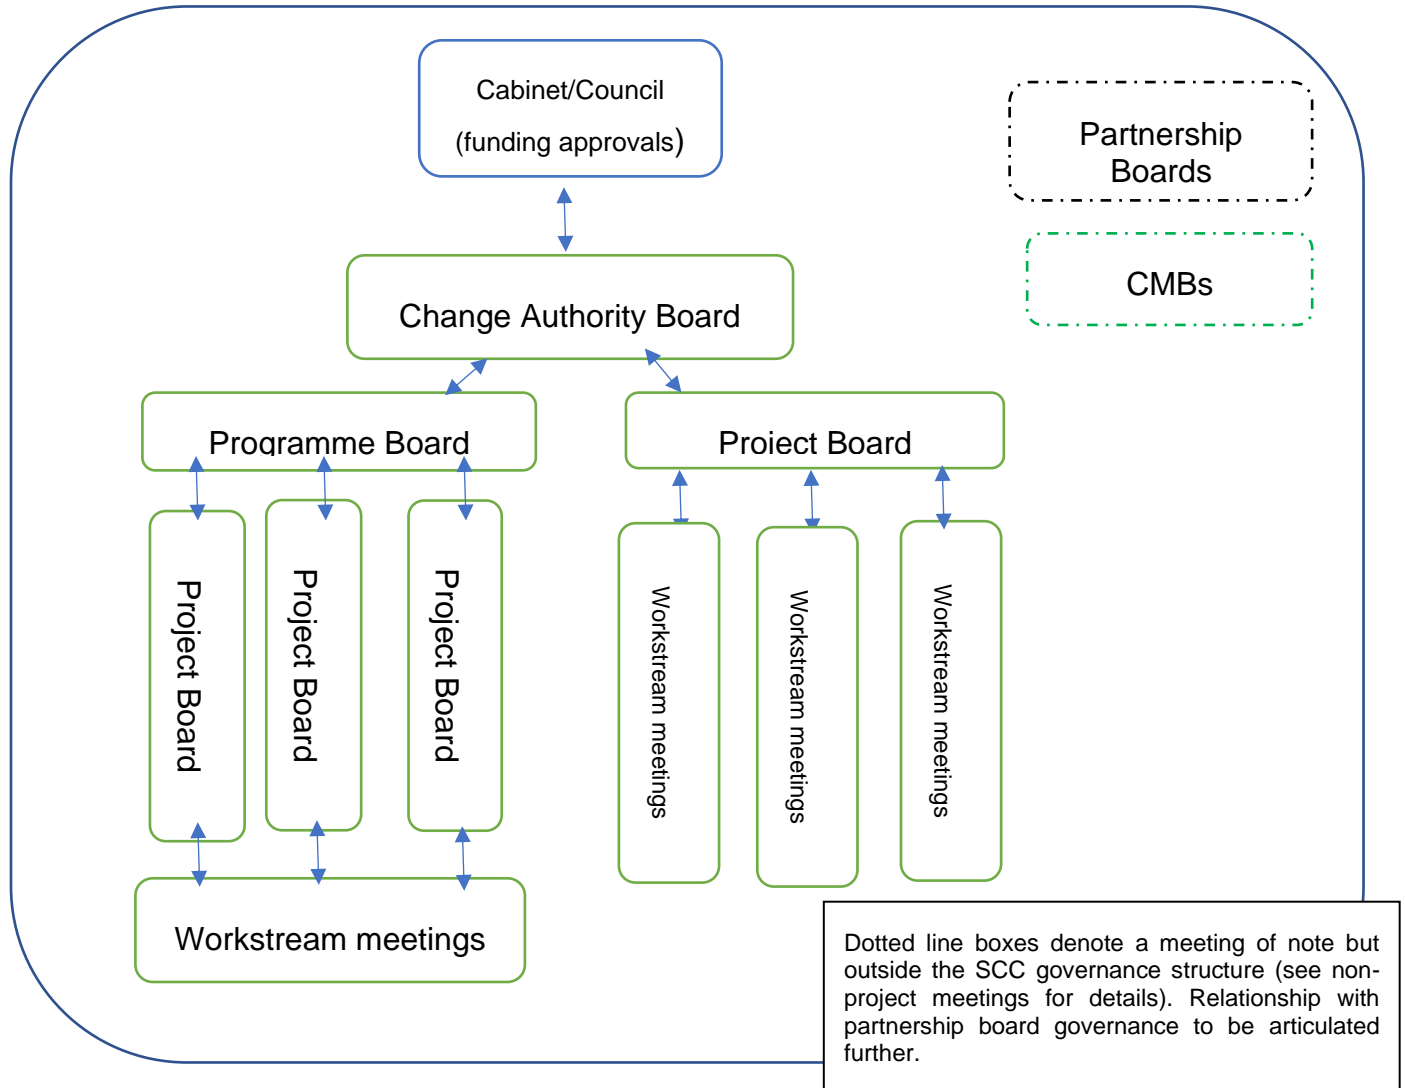 Cabinet/Council
(funding approvals)
Partnership
Boards
CMBs
Change Authority Board
Programme Board
Project Board
Project Board
Project Board
Project Board
Workstream meetings
Workstream meetings
Workstream meetings
Workstream meetings
Dotted line boxes denote a meeting of note but
outside the SCC governance structure (see non-
project meetings for details). Relationship with
partnership board governance to be articulated
further.